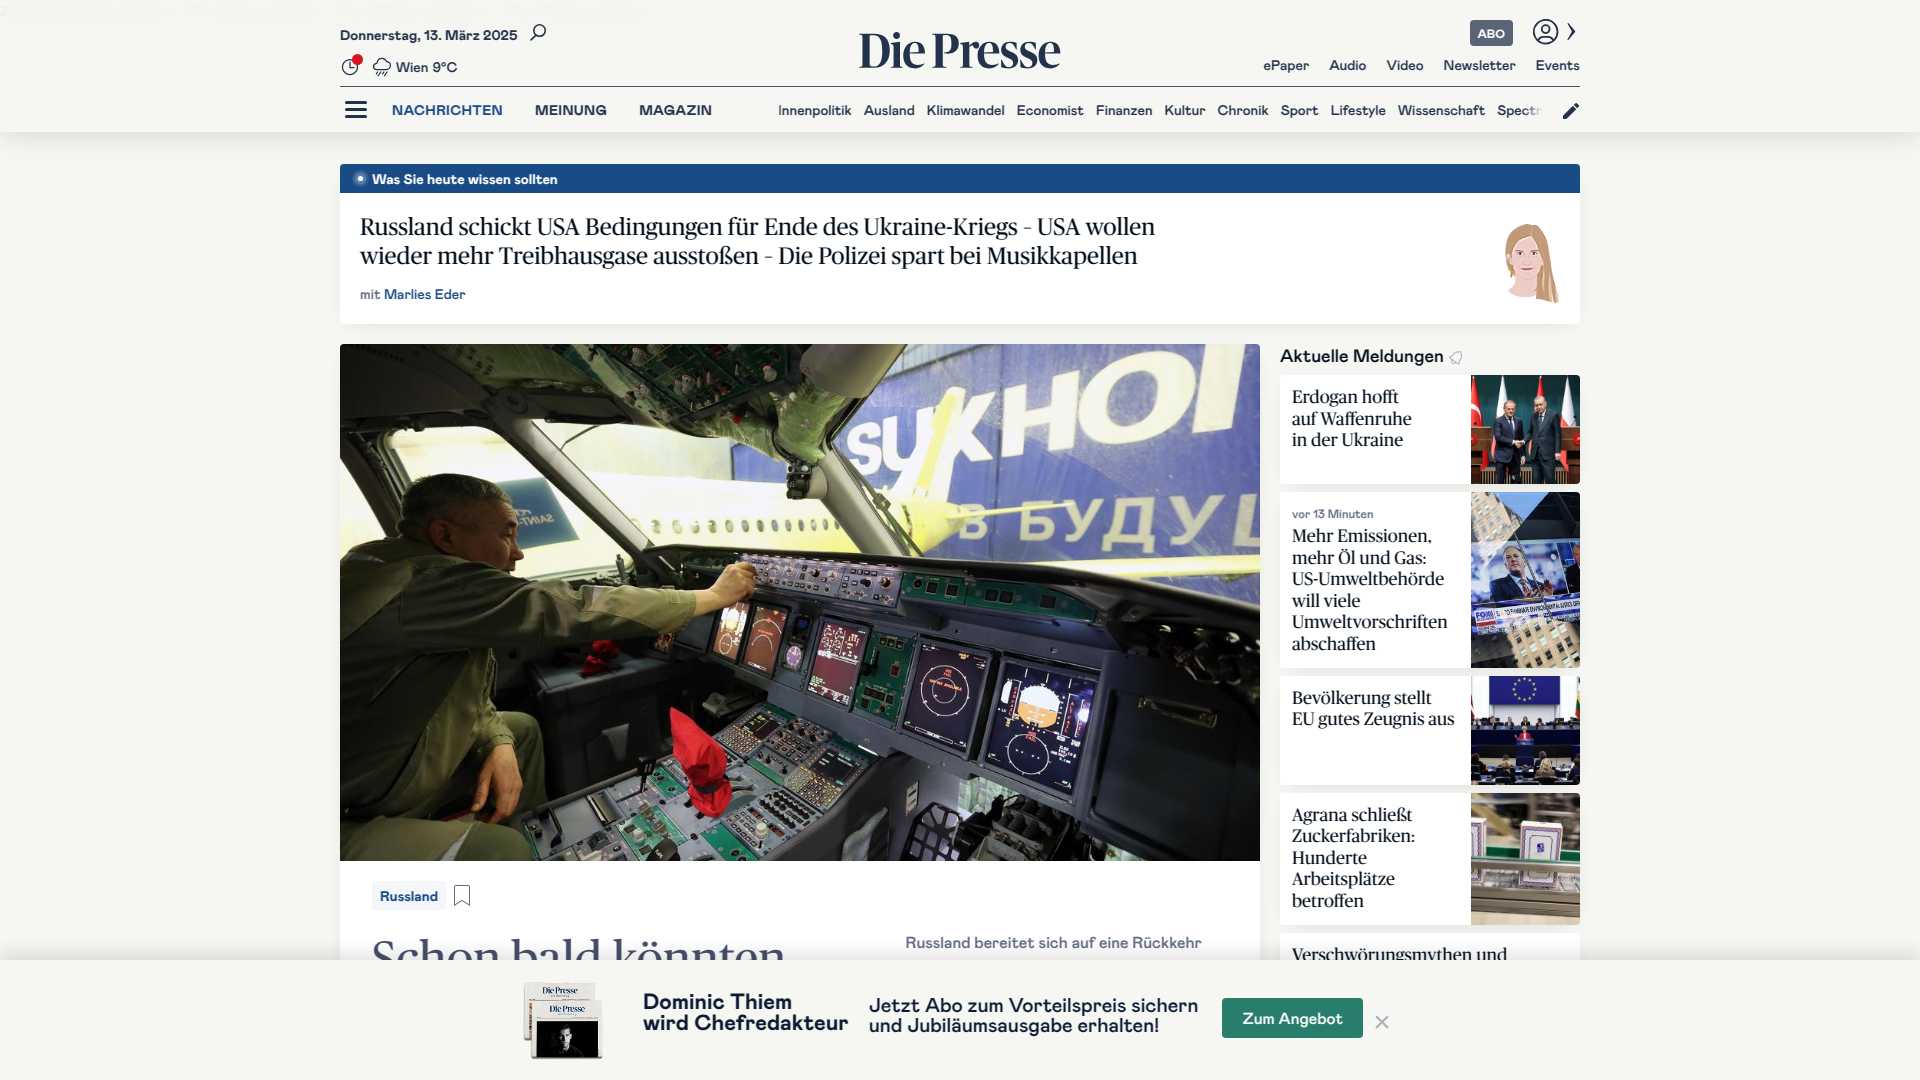 Donnerstag, 13. März 2025
Wien 9°C
Die Presse
ABO
ePaper Audio Video Newsletter Events
NACHRICHTEN MEINUNG MAGAZIN
Innenpolitik Ausland Klimawandel Economist Finanzen Kultur Chronik Sport Lifestyle Wissenschaft Spectr
Was Sie heute wissen sollten
Russland schickt USA Bedingungen für Ende des Ukraine-Kriegs – USA wollen
wieder mehr Treibhausgase ausstoßen – Die Polizei spart bei Musikkapellen
mit Marlies Eder
SUKHOI
В БУДУЩ
Russland
Schon bald könnten
Russland bereitet sich auf eine Rückkehr
Aktuelle Meldungen
Erdogan hofft
auf Waffenruhe
in der Ukraine
vor 13 Minuten
Mehr Emissionen,
mehr Öl und Gas:
US-Umweltbehörde
will viele
Umweltvorschriften
abschaffen
Bevölkerung stellt
EU gutes Zeugnis aus
Agrana schließt
Zuckerfabriken:
Hunderte
Arbeitsplätze
betroffen
Verschwörungsmythen und
Die Presse
Die Presse
Dominic Thiem
wird Chefredakteur
Jetzt Abo zum Vorteilspreis sichern
und Jubiläumsausgabe erhalten!
Zum Angebot